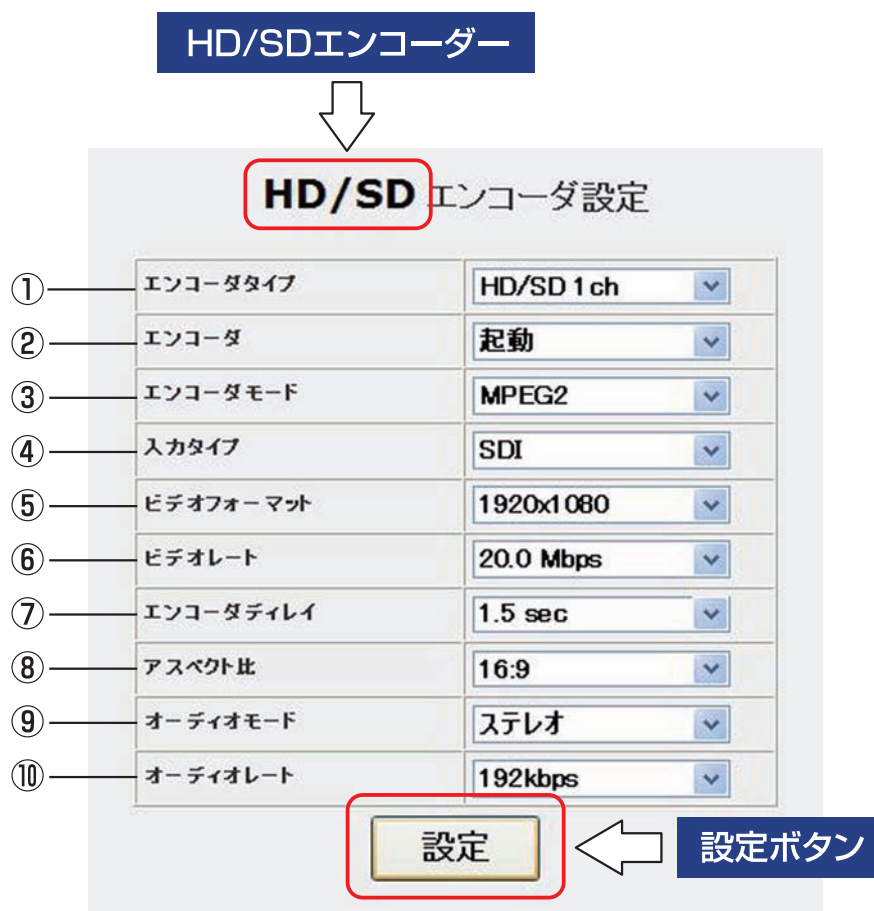 HD/SDエンコーダー
HD/SD エンコーダ設定
① エンコーダタイプ HD/SD 1 ch
② エンコーダ 起動
③ エンコーダモード MPEG2
④ 入力タイプ SDI
⑤ ビデオフォーマット 1920x1080
⑥ ビデオレート 20.0 Mbps
⑦ エンコーダディレイ 1.5 sec
⑧ アスペクト比 16:9
⑨ オーディオモード ステレオ
⑩ オーディオレート 192kbps
設定 設定ボタン